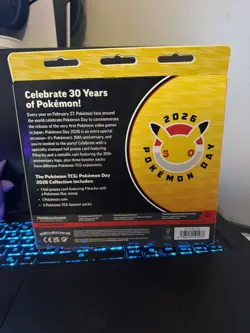 Celebrate 30 Years
of Pokémon!
Every year on February 27, Pokémon fans around
the world celebrate Pokémon Day to commemorate
the release of the very first Pokémon video games
in Japan. Pokémon Day 2026 is an extra-special
occasion—it's Pokémon's 30th anniversary, and
you're invited to the party! Celebrate with a
specially stamped foil promo card featuring
Pikachu and a metallic coin featuring the 30th
anniversary logo, plus three booster packs
from different Pokémon TCG expansions.
The Pokémon TCG: Pokémon Day
2026 Collection includes:
1 foil promo card featuring Pikachu with
a Pokémon Day stamp
1 Pokémon coin
3 Pokémon TCG booster packs
2026
POKÉMON DAY